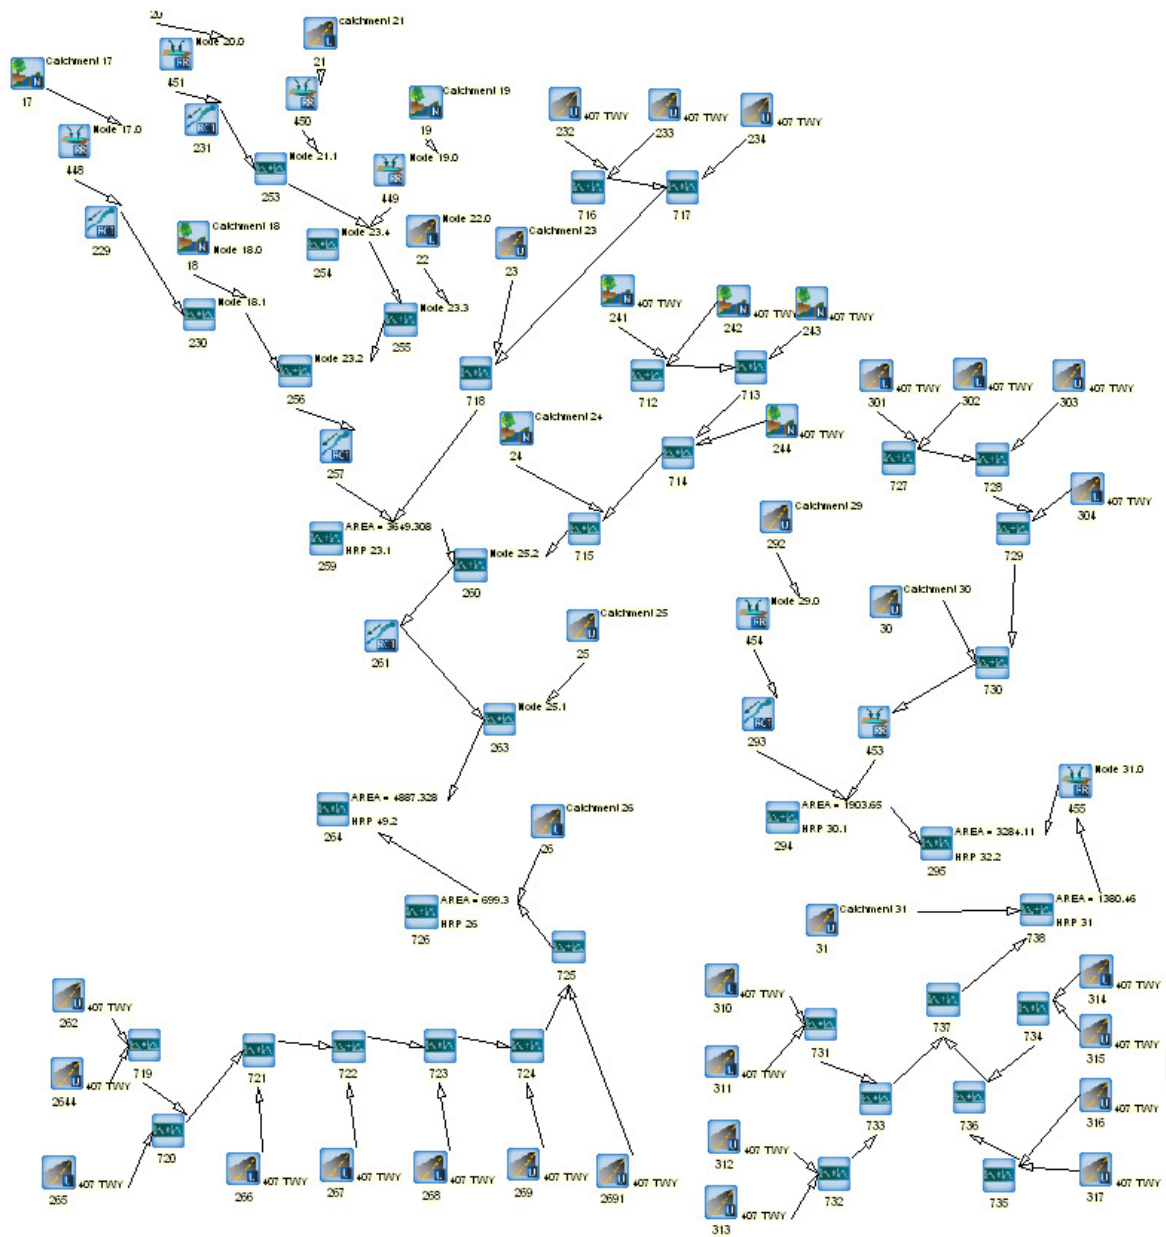 20
Node 20.0
catchment 21
Catchment 17
451
21
17
Catchment 19
Node 17.0
450
19
232
407 TWY
233
407 TWY
234
407 TWY
231
Node 21.1
Node 19.0
448
253
449
716
717
229
Catchment 18
Node 18.0
18
Node 23.4
254
Node 22.0
22
Catchment 23
23
Node 18.1
230
Node 23.3
255
241
407 TWY
242
407 TWY
243
407 TWY
Node 23.2
256
718
712
713
301
407 TWY
302
407 TWY
303
407 TWY
Catchment 24
24
407 TWY
244
257
714
727
728
304
407 TWY
AREA = 3649.308
HRP 23.1
259
Node 25.2
260
715
Catchment 29
292
729
Catchment 25
25
261
Node 29.0
454
Catchment 30
30
730
Node 25.1
263
293
453
AREA = 4887.328
HRP 49.2
264
Catchment 26
26
AREA = 1903.65
HRP 30.1
294
Node 31.0
455
AREA = 3284.11
HRP 32.2
295
AREA = 699.3
HRP 26
726
725
Catchment 31
31
AREA = 1380.46
HRP 31
738
407 TWY
262
719
407 TWY
2644
721
722
723
724
407 TWY
310
731
407 TWY
311
737
734
407 TWY
314
407 TWY
315
720
407 TWY
265
407 TWY
266
407 TWY
267
407 TWY
268
407 TWY
269
407 TWY
2691
733
736
407 TWY
316
407 TWY
312
732
407 TWY
313
735
407 TWY
317